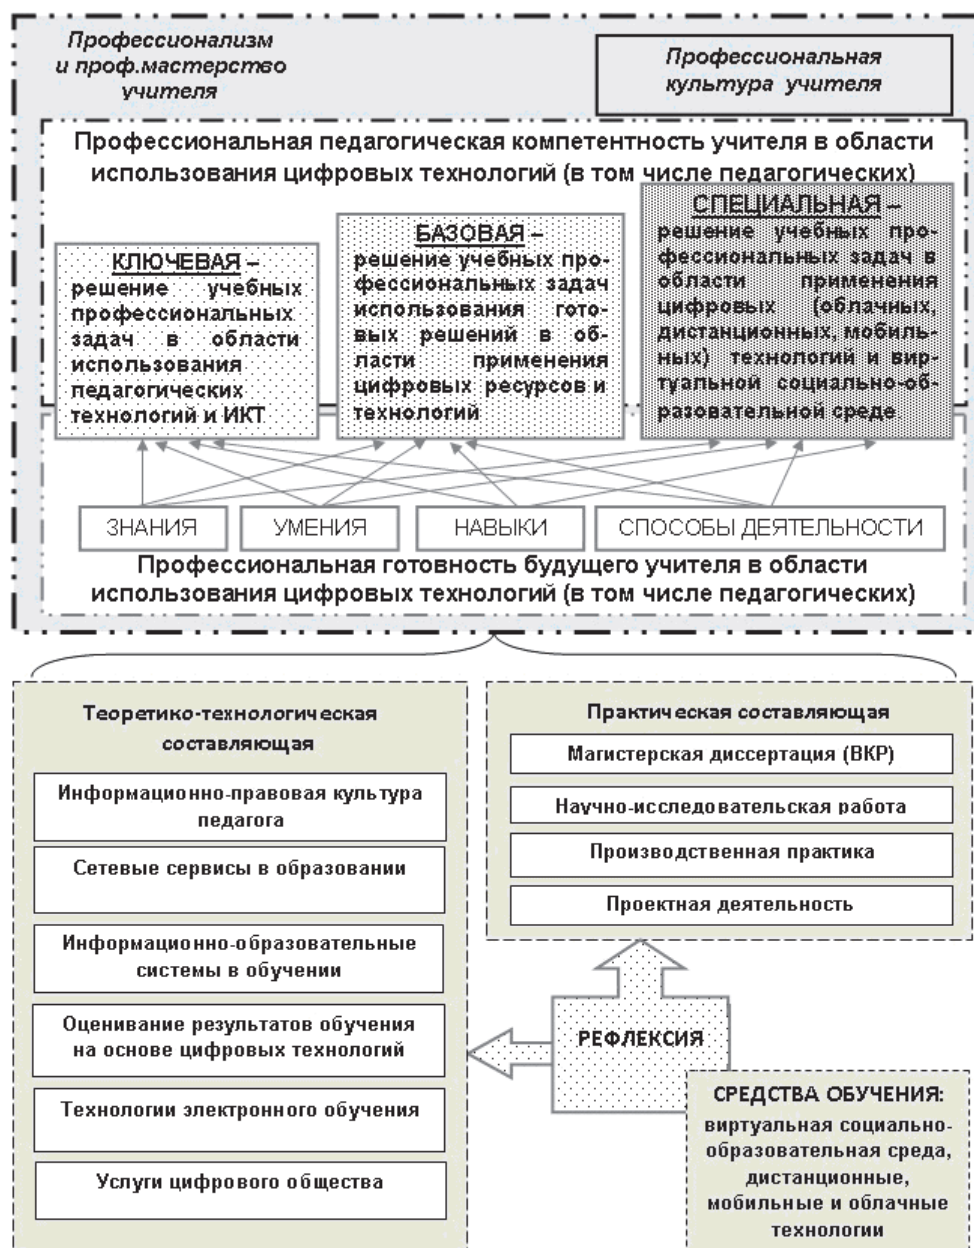 Профессионализм
и проф.мастерство
учителя
Профессиональная
культура учителя
Профессиональная педагогическая компетентность учителя в области
использования цифровых технологий (в том числе педагогических)
КЛЮЧЕВАЯ –
решение учебных
профессиональных
задач в области
использования
педагогических
технологий и ИКТ
БАЗОВАЯ –
решение учебных про-
фессиональных задач
использования гото-
вых решений в об-
ласти применения
цифровых ресурсов и
технологий
СПЕЦИАЛЬНАЯ –
решение учебных про-
фессиональных задач в
области применения
цифровых (облачных,
дистанционных, мобиль-
ных) технологий и вир-
туальной социально-об-
разовательной среде
ЗНАНИЯ
УМЕНИЯ
НАВЫКИ
СПОСОБЫ ДЕЯТЕЛЬНОСТИ
Профессиональная готовность будущего учителя в области
использования цифровых технологий (в том числе педагогических)
Теоретико-технологическая
составляющая
Информационно-правовая культура
педагога
Сетевые сервисы в образовании
Информационно-образовательные
системы в обучении
Оценивание результатов обучения
на основе цифровых технологий
Технологии электронного обучения
Услуги цифрового общества
Практическая составляющая
Магистерская диссертация (ВКР)
Научно-исследовательская работа
Производственная практика
Проектная деятельность
РЕФЛЕКСИЯ
СРЕДСТВА ОБУЧЕНИЯ:
виртуальная социально-
образовательная среда,
дистанционные,
мобильные и облачные
технологии